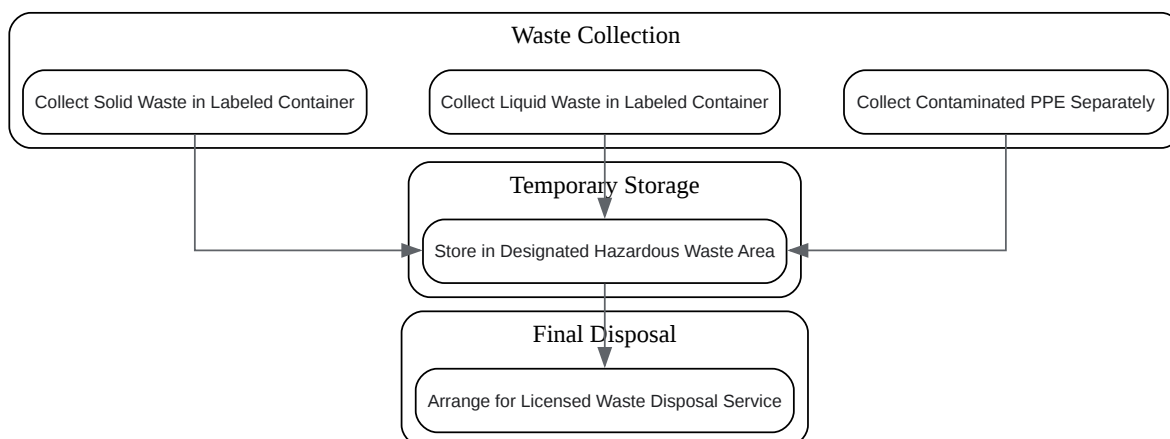 Waste Collection
Collect Solid Waste in Labeled Container
Collect Liquid Waste in Labeled Container
Collect Contaminated PPE Separately
Temporary Storage
Store in Designated Hazardous Waste Area
Final Disposal
Arrange for Licensed Waste Disposal Service